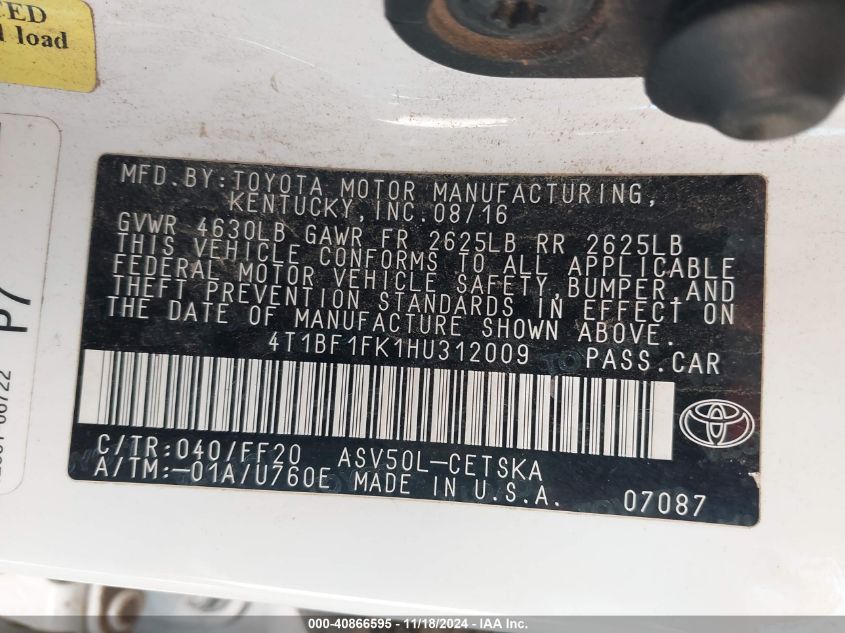 CED
load
P7
MFD.BY:TOYOTA MOTOR MANUFACTURING,
KENTUCKY,INC.08/16
GVWR 4630LB GAWR FR 2625LB RR 2625LB
THIS VEHICLE CONFORMS TO ALL APPLICABLE
FEDERAL MOTOR VEHICLE SAFETY,BUMPER,AND
THEFT PREVENTION STANDARDS IN EFFECT ON
THE DATE OF MANUFACTURE SHOWN ABOVE.
4T1BF1FK1HU312009 PASS.CAR
C/TR:040/FF20 ASV50L-CETSKA
A/TM:-01A/U760E MADE IN U.S.A. 07087
000-40866595 - 11/18/2024 - IAA Inc.